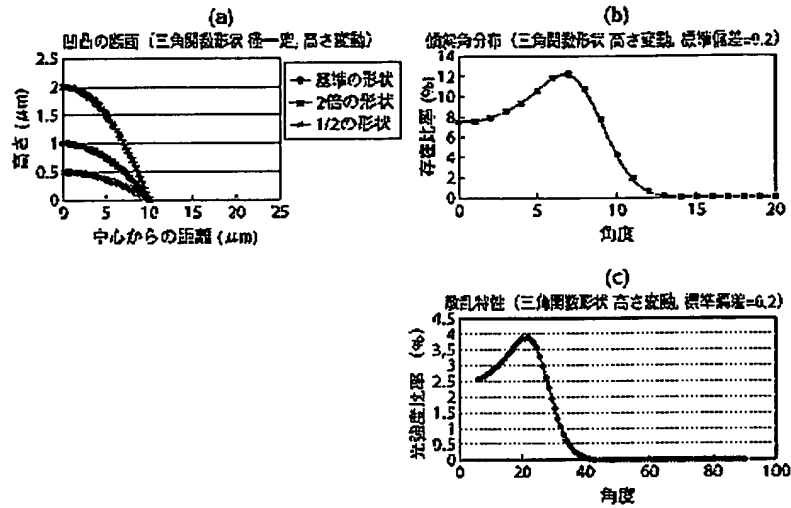 (a)
凹凸の断面 (三角関数形状 径一定, 高さ変動)
2.5
2
1.5
1
0.5
0
高さ (μm)
0 5 10 15 20 25
中心からの距離 (μm)
基準の形状
2倍の形状
1/2の形状
(b)
傾斜角分布 (三角関数形状 高さ変動, 標準偏差=0.2)
14
12
10
8
6
4
2
0
存在比率 (%)
0 5 10 15 20
角度
(c)
散乱特性 (三角関数形状 高さ変動, 標準偏差=0.2)
4.5
4
3.5
3
2.5
2
1.5
1
0.5
0
光強度比率 (%)
0 20 40 60 80 100
角度